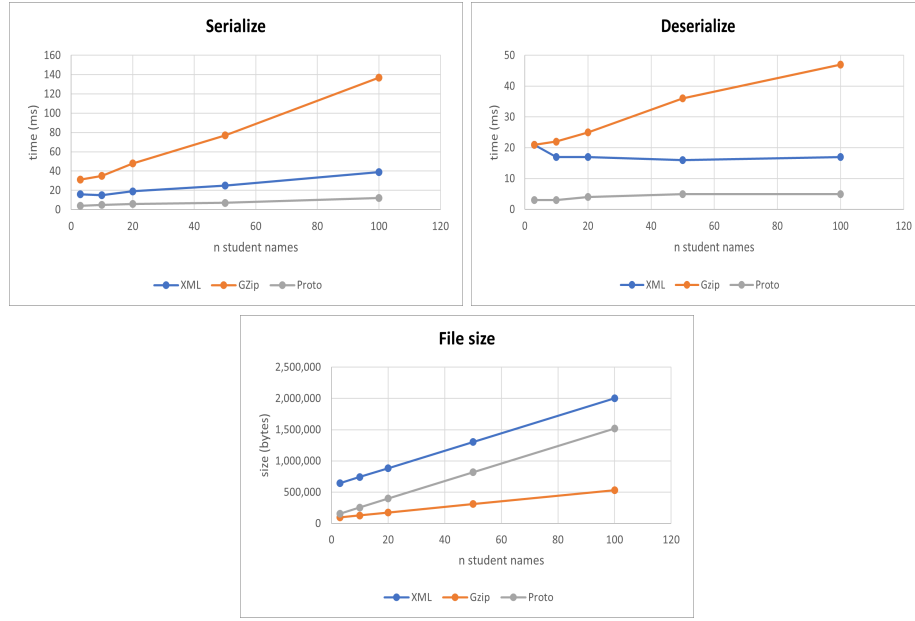 Serialize
160
140
120
100
80
60
40
20
0
time (ms)
0 20 40 60 80 100 120
n student names
XML GZip Proto
Deserialize
50
40
30
20
10
0
time (ms)
0 20 40 60 80 100 120
n student names
XML Gzip Proto
File size
2,500,000
2,000,000
1,500,000
1,000,000
500,000
0
size (bytes)
0 20 40 60 80 100 120
n student names
XML Gzip Proto